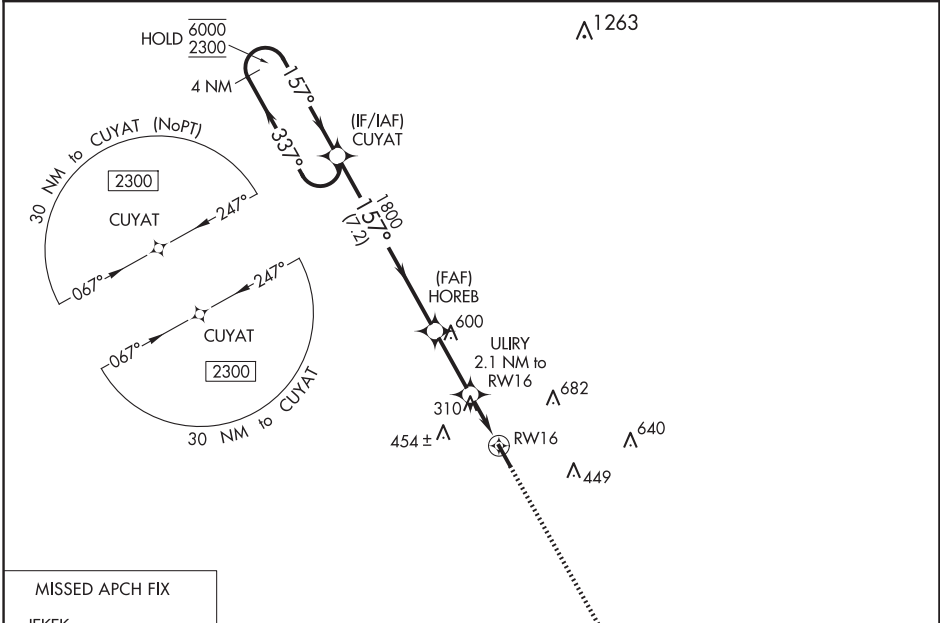 1263
HOLD 6000
2300
4 NM
157°
337°
(IF/IAF)
CUYAT
30 NM to CUYAT (NoPT)
2300
CUYAT
247°
067°
1800
157°
(7.2)
(FAF)
HOREB
600
247°
067°
CUYAT
2300
30 NM to CUYAT
ULIRY
2.1 NM to
RW16
310
682
454 ±
RW16
640
449
MISSED APCH FIX